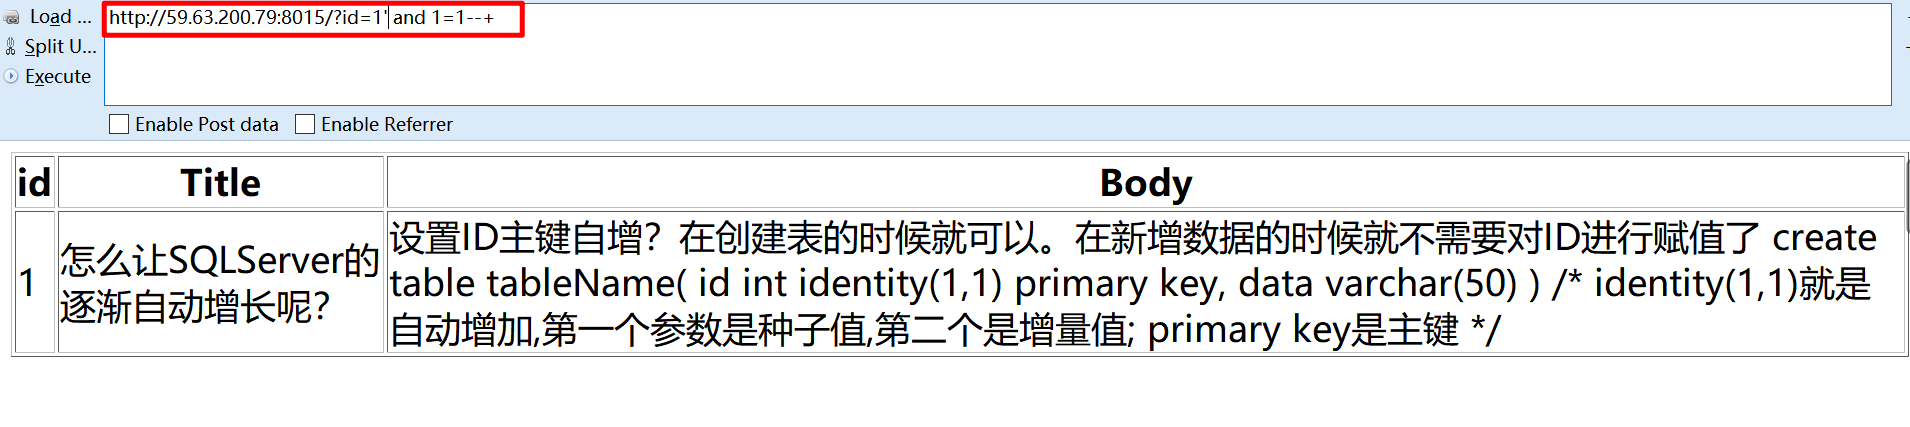 Load ...
http://59.63.200.79:8015/?id=1' and 1=1--+
Split U...
Execute
Enable Post data Enable Referrer
id Title Body
1
怎么让SQLServer的
逐渐自动增长呢?
设置ID主键自增？在创建表的时候就可以。在新增数据的时候就不需要对ID进行赋值了 create
table tableName( id int identity(1,1) primary key, data varchar(50) ) /* identity(1,1)就是
自动增加,第一个参数是种子值,第二个是增量值; primary key是主键 */